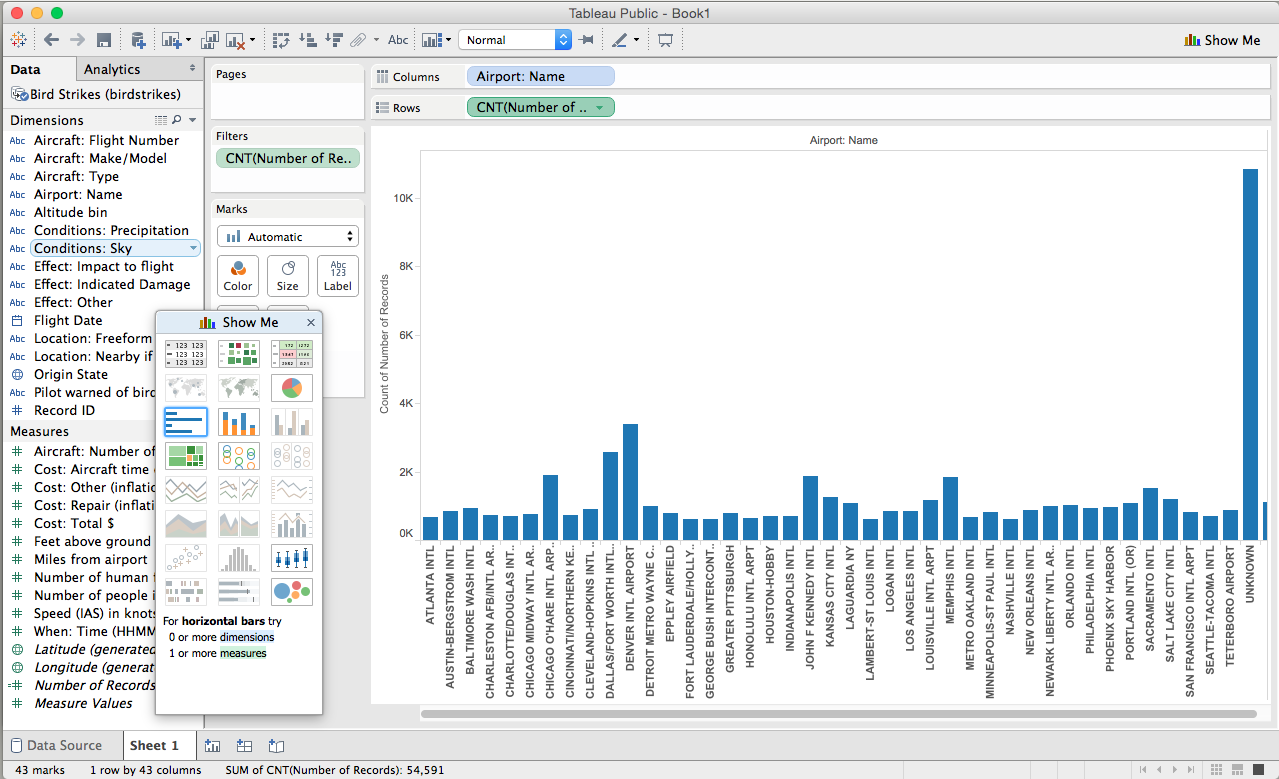 Tableau Public - Book1
Abc
Normal
Show Me
Data
Analytics
Bird Strikes (birdstrikes)
Dimensions
Abc Aircraft: Flight Number
Abc Aircraft: Make/Model
Abc Aircraft: Type
Abc Airport: Name
Abc Altitude bin
Abc Conditions: Precipitation
Abc Conditions: Sky
Abc Effect: Impact to flight
Abc Effect: Indicated Damage
Abc Effect: Other
Flight Date
Abc Location: Freeform
Abc Location: Nearby if
Origin State
Abc Pilot warned of bird
# Record ID
Measures
# Aircraft: Number of
# Cost: Aircraft time
# Cost: Other (inflatio
# Cost: Repair (inflati
# Cost: Total $
# Feet above ground
# Miles from airport
# Number of human
# Number of people i
# Speed (IAS) in knots
# When: Time (HHMM
Latitude (generated
Longitude (generat
=# Number of Records
# Measure Values
Pages
Filters
CNT(Number of Re..
Marks
Automatic
Color
Size
Abc
123
Label
Show Me
For horizontal bars try
0 or more dimensions
1 or more measures
Columns
Airport: Name
Rows
CNT(Number of ..
Airport: Name
Count of Number of Records
10K
8K
6K
4K
2K
0K
ATLANTA INTL
AUSTIN-BERGSTROM INTL
BALTIMORE WASH INTL
CHARLESTON AFB/INTL AR..
CHARLOTTE/DOUGLAS INT..
CHICAGO MIDWAY INTL AR..
CHICAGO O'HARE INTL ARP..
CINCINNATI/NORTHERN KE..
CLEVELAND-HOPKINS INTL ..
DALLAS/FORT WORTH INTL..
DENVER INTL AIRPORT
DETROIT METRO WAYNE C..
EPPLEY AIRFIELD
FORT LAUDERDALE/HOLLY..
GEORGE BUSH INTERCONT..
GREATER PITTSBURGH
HONOLULU INTL ARPT
HOUSTON-HOBBY
INDIANAPOLIS INTL
JOHN F KENNEDY INTL
KANSAS CITY INTL
LAGUARDIA NY
LAMBERT-ST LOUIS INTL
LOGAN INTL
LOS ANGELES INTL
LOUISVILLE INTL ARPT
MEMPHIS INTL
METRO OAKLAND INTL
MINNEAPOLIS-ST PAUL INTL
NASHVILLE INTL
NEW ORLEANS INTL
NEWARK LIBERTY INTL AR..
ORLANDO INTL
PHILADELPHIA INTL
PHOENIX SKY HARBOR
PORTLAND INTL (OR)
SACRAMENTO INTL
SALT LAKE CITY INTL
SAN FRANCISCO INTL ARPT
SEATTLE-TACOMA INTL
TETERBORO AIRPORT
UNKNOWN
Data Source
Sheet 1
43 marks
1 row by 43 columns
SUM of CNT(Number of Records): 54,591